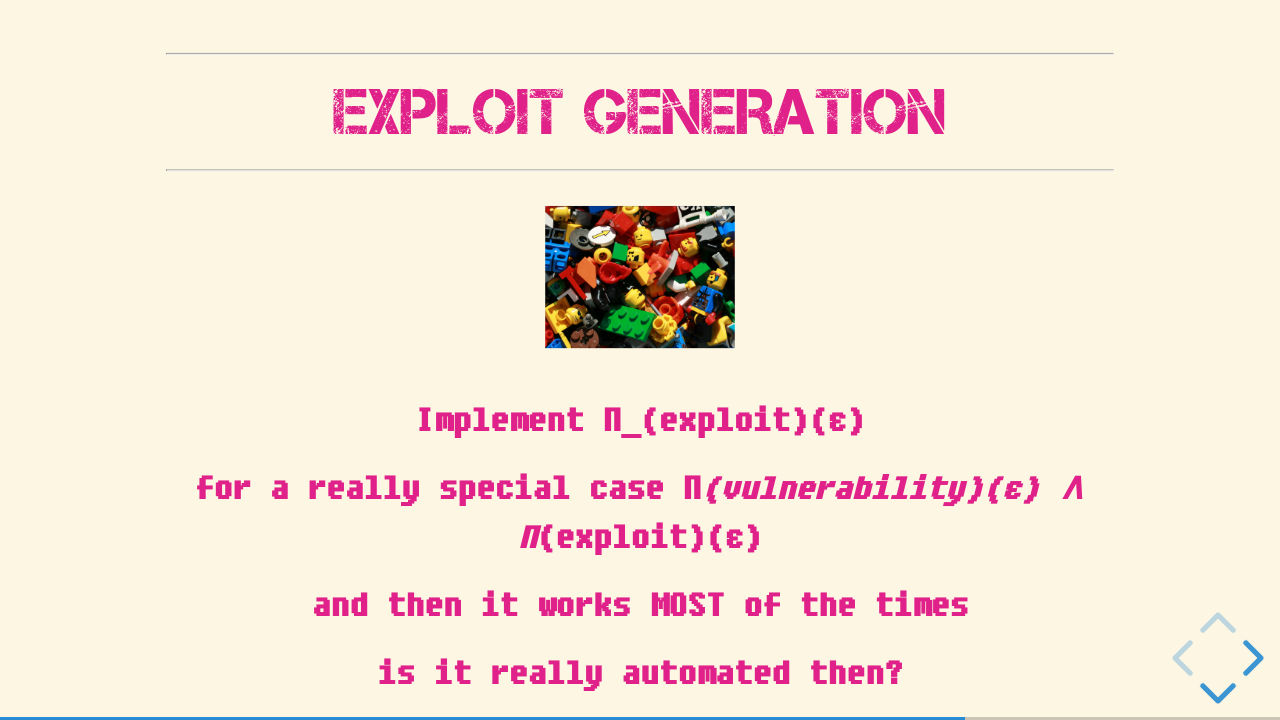 EXPLOIT GENERATION
Implement Π_(exploit)(ε)
for a really special case Π(vulnerability)(ε) Λ
Π(exploit)(ε)
and then it works MOST of the times
is it really automated then?